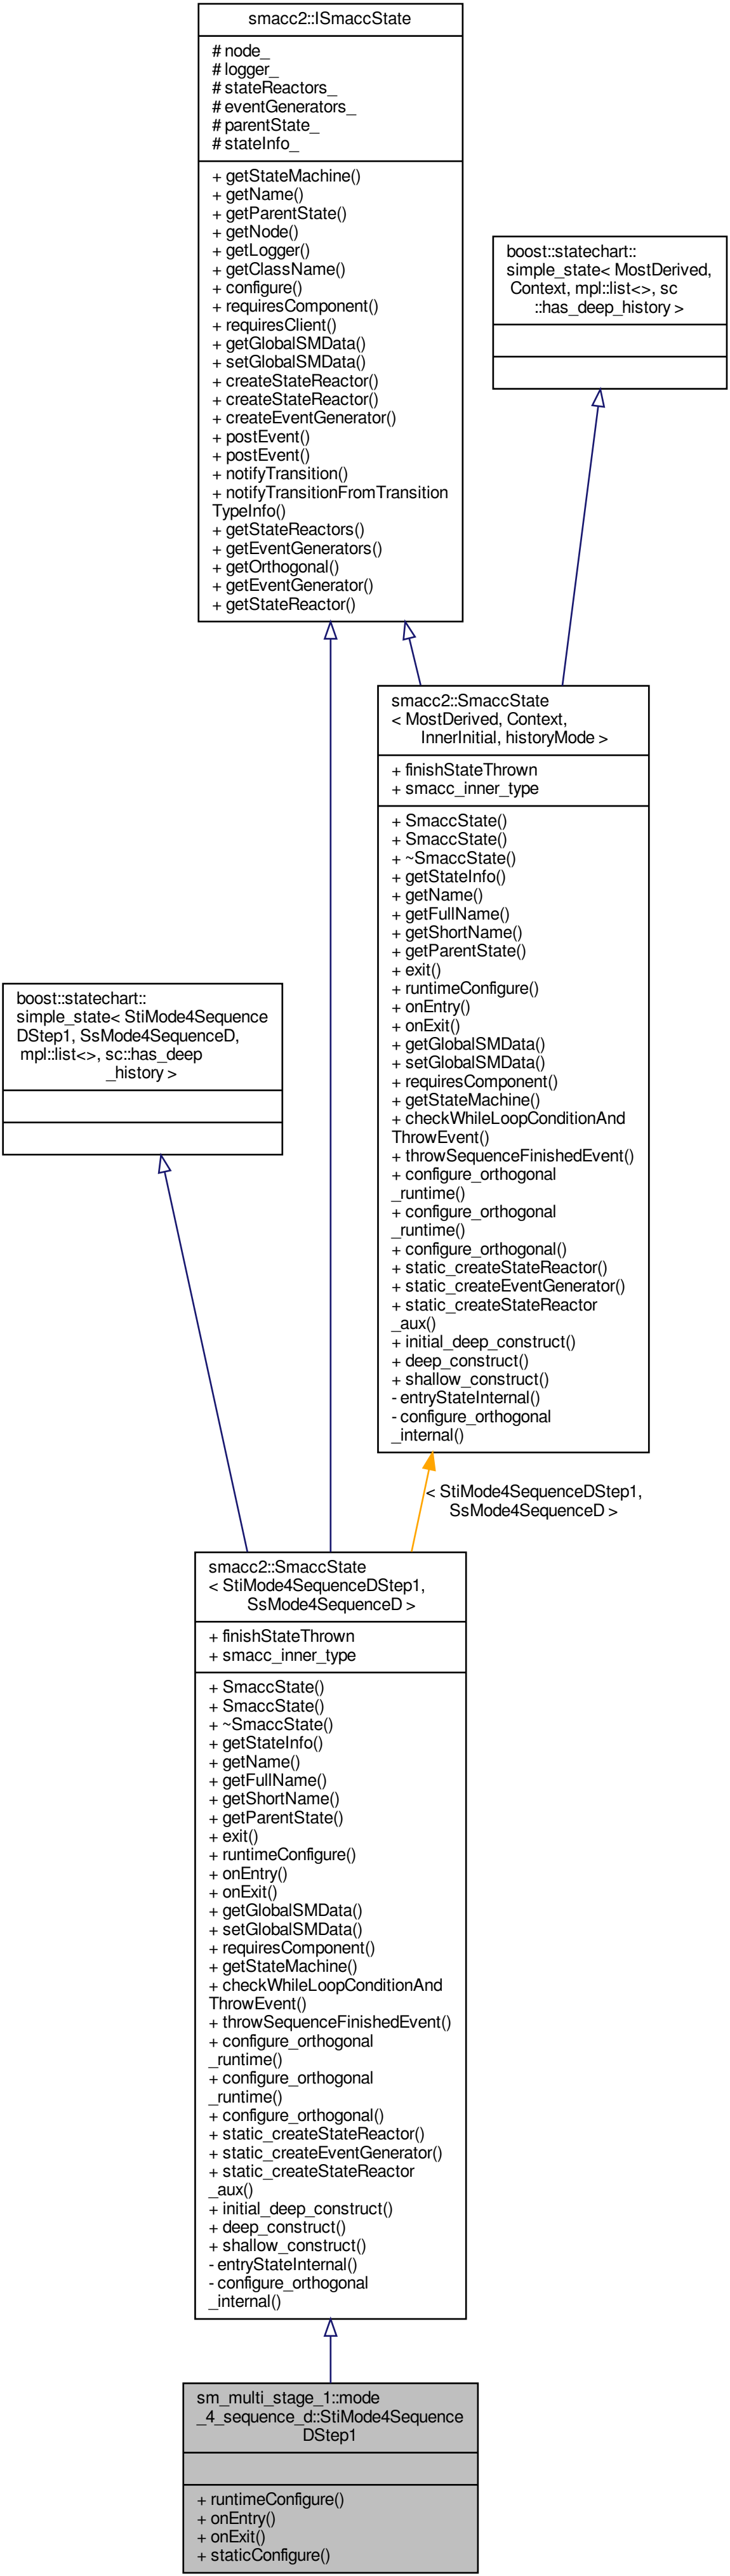 smacc2::ISmaccState
# node_
# logger_
# stateReactors_
# eventGenerators_
# parentState_
# stateInfo_
+ getStateMachine()
+ getName()
+ getParentState()
+ getNode()
+ getLogger()
+ getClassName()
+ configure()
+ requiresComponent()
+ requiresClient()
+ getGlobalSMData()
+ setGlobalSMData()
+ createStateReactor()
+ createStateReactor()
+ createEventGenerator()
+ postEvent()
+ postEvent()
+ notifyTransition()
+ notifyTransitionFromTransition
TypeInfo()
+ getStateReactors()
+ getEventGenerators()
+ getOrthogonal()
+ getEventGenerator()
+ getStateReactor()
boost::statechart::
simple_state< MostDerived,
Context, mpl::list<>, sc
::has_deep_history >
smacc2::SmaccState
< MostDerived, Context,
InnerInitial, historyMode >
+ finishStateThrown
+ smacc_inner_type
+ SmaccState()
+ SmaccState()
+ ~SmaccState()
+ getStateInfo()
+ getName()
+ getFullName()
+ getShortName()
+ getParentState()
+ exit()
+ runtimeConfigure()
+ onEntry()
+ onExit()
+ getGlobalSMData()
+ setGlobalSMData()
+ requiresComponent()
+ getStateMachine()
+ checkWhileLoopConditionAnd
ThrowEvent()
+ throwSequenceFinishedEvent()
+ configure_orthogonal
_runtime()
+ configure_orthogonal
_runtime()
+ configure_orthogonal()
+ static_createStateReactor()
+ static_createEventGenerator()
+ static_createStateReactor
_aux()
+ initial_deep_construct()
+ deep_construct()
+ shallow_construct()
- entryStateInternal()
- configure_orthogonal
_internal()
boost::statechart::
simple_state< StiMode4Sequence
DStep1, SsMode4SequenceD,
mpl::list<>, sc::has_deep
_history >
< StiMode4SequenceDStep1,
SsMode4SequenceD >
smacc2::SmaccState
< StiMode4SequenceDStep1,
SsMode4SequenceD >
+ finishStateThrown
+ smacc_inner_type
+ SmaccState()
+ SmaccState()
+ ~SmaccState()
+ getStateInfo()
+ getName()
+ getFullName()
+ getShortName()
+ getParentState()
+ exit()
+ runtimeConfigure()
+ onEntry()
+ onExit()
+ getGlobalSMData()
+ setGlobalSMData()
+ requiresComponent()
+ getStateMachine()
+ checkWhileLoopConditionAnd
ThrowEvent()
+ throwSequenceFinishedEvent()
+ configure_orthogonal
_runtime()
+ configure_orthogonal
_runtime()
+ configure_orthogonal()
+ static_createStateReactor()
+ static_createEventGenerator()
+ static_createStateReactor
_aux()
+ initial_deep_construct()
+ deep_construct()
+ shallow_construct()
- entryStateInternal()
- configure_orthogonal
_internal()
sm_multi_stage_1::mode
_4_sequence_d::StiMode4Sequence
DStep1
+ runtimeConfigure()
+ onEntry()
+ onExit()
+ staticConfigure()